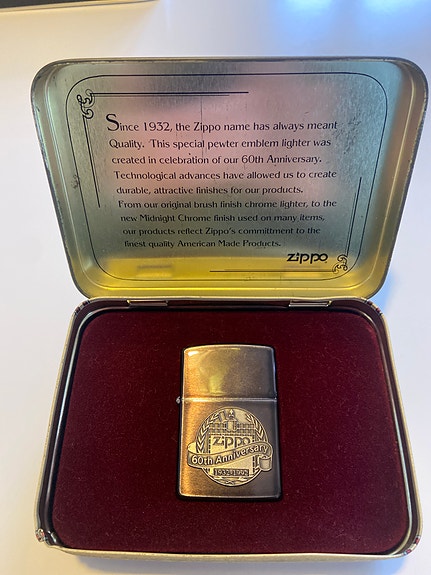 Since 1932, the Zippo name has always meant
Quality. This special pewter emblem lighter was
created in celebration of our 60th Anniversary.
Technological advances have allowed us to create
durable, attractive finishes for our products.
From our original brush finish chrome lighter, to the
new Midnight Chrome finish used on many items,
our products reflect Zippo's commitment to the
finest quality American Made Products.
zippo
zippo
60th Anniversary
1932-1992